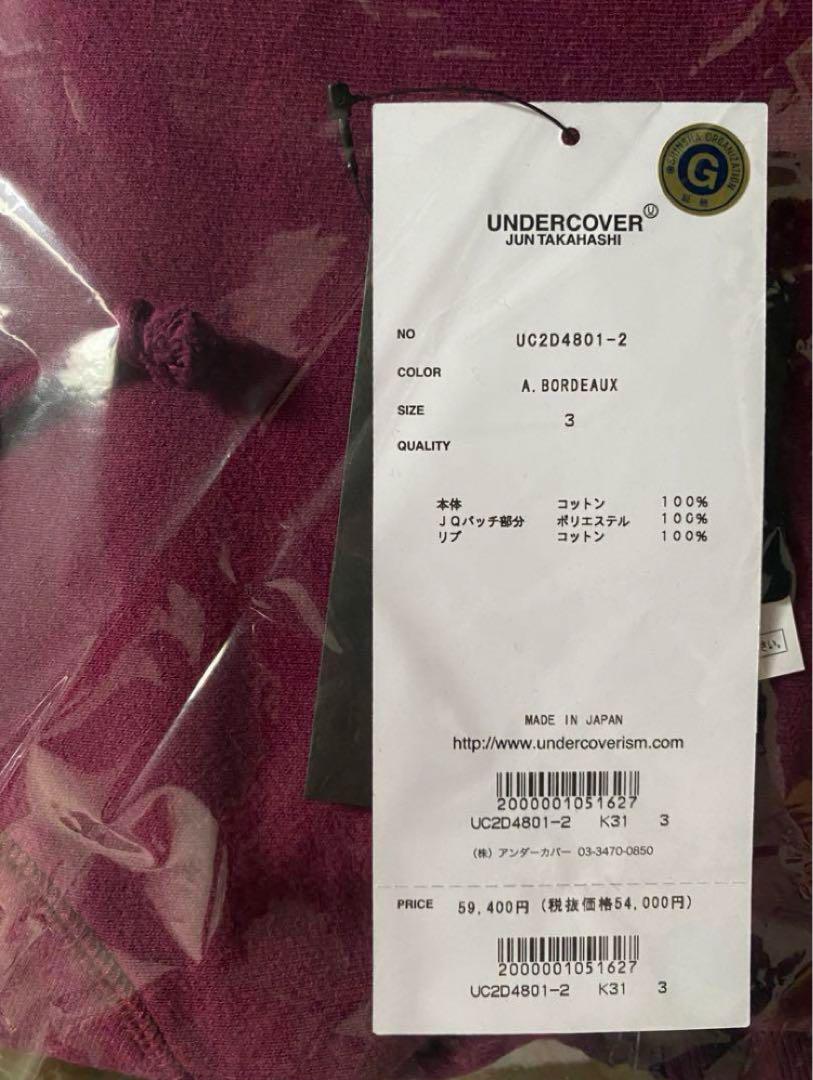 GINSHA ORGANIZATION
G
UNDERCOVER Ⓤ
JUN TAKAHASHI
NO UC2D4801-2
COLOR A. BORDEAUX
SIZE 3
QUALITY
本体 コットン 100%
JQパッチ部分 ポリエステル 100%
リブ コットン 100%
さい。
MADE IN JAPAN
http://www.undercoverism.com
2000001051627
UC2D4801-2 K31 3
(株) アンダーカバー 03-3470-0850
PRICE 59,400円 (税抜価格54,000円)
2000001051627
UC2D4801-2 K31 3